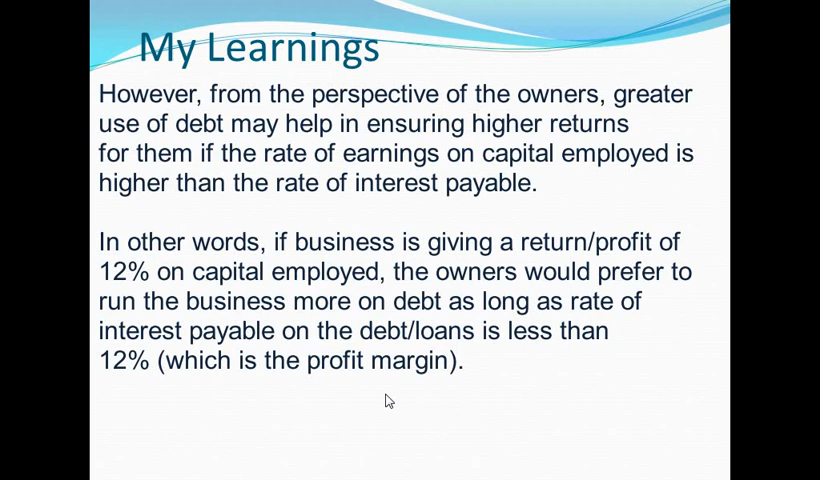 My Learnings
However, from the perspective of the owners, greater
use of debt may help in ensuring higher returns
for them if the rate of earnings on capital employed is
higher than the rate of interest payable.
In other words, if business is giving a return/profit of
12% on capital employed, the owners would prefer to
run the business more on debt as long as rate of
interest payable on the debt/loans is less than
12% (which is the profit margin).